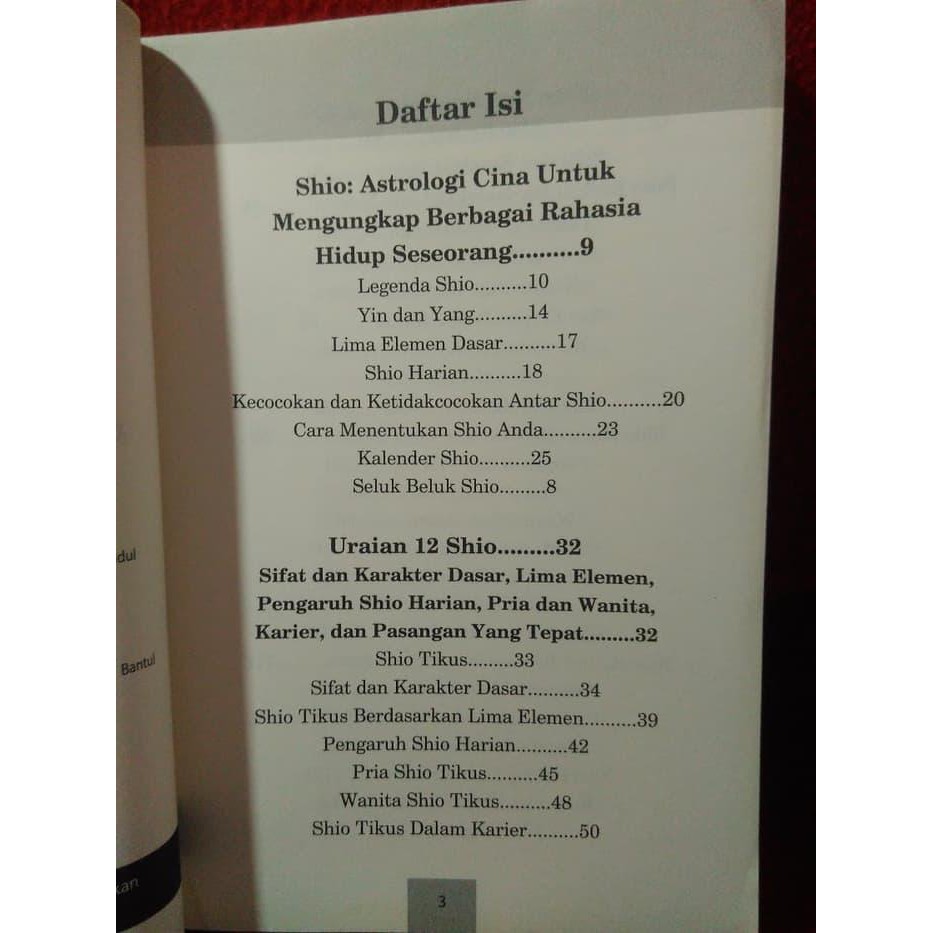 Daftar Isi
Shio: Astrologi Cina Untuk
Mengungkap Berbagai Rahasia
Hidup Seseorang..........9
Legenda Shio..........10
Yin dan Yang..........14
Lima Elemen Dasar..........17
Shio Harian..........18
Kecocokan dan Ketidakcocokan Antar Shio..........20
Cara Menentukan Shio Anda..........23
Kalender Shio..........25
Seluk Beluk Shio.........8
Uraian 12 Shio.........32
Sifat dan Karakter Dasar, Lima Elemen,
Pengaruh Shio Harian, Pria dan Wanita,
Karier, dan Pasangan Yang Tepat.........32
Shio Tikus.........33
Sifat dan Karakter Dasar..........34
Shio Tikus Berdasarkan Lima Elemen..........39
Pengaruh Shio Harian..........42
Pria Shio Tikus..........45
Wanita Shio Tikus..........48
Shio Tikus Dalam Karier..........50
3
dul
Bantul
kan